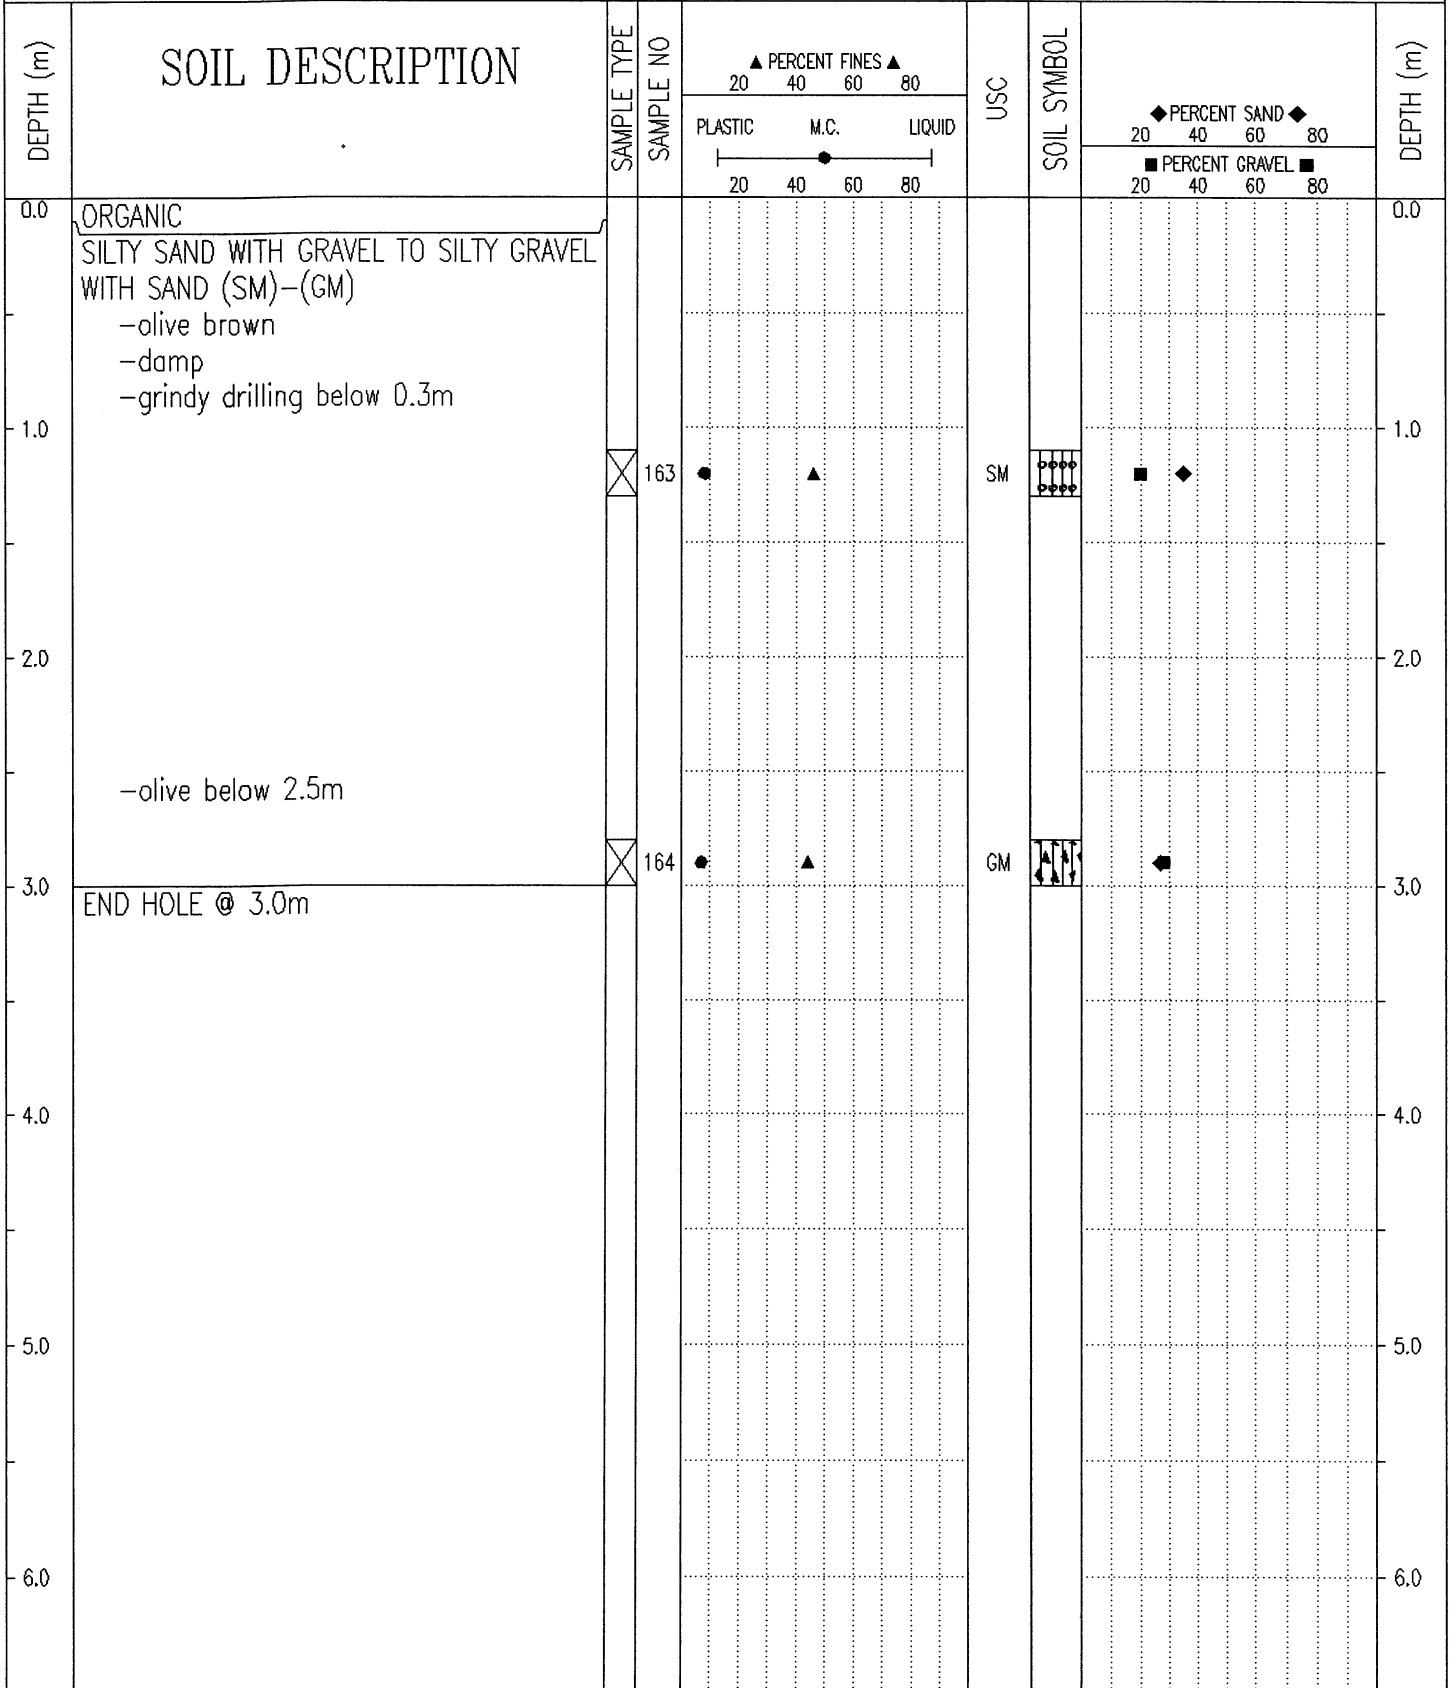 DEPTH (m)
SOIL DESCRIPTION
SAMPLE TYPE
SAMPLE NO
▲ PERCENT FINES ▲
20 40 60 80
PLASTIC M.C. LIQUID
20 40 60 80
USC
SOIL SYMBOL
◆PERCENT SAND◆
20 40 60 80
■ PERCENT GRAVEL ■
20 40 60 80
DEPTH (m)
0.0 0.0
ORGANIC
SILTY SAND WITH GRAVEL TO SILTY GRAVEL
WITH SAND (SM)-(GM)
-olive brown
-damp
-grindy drilling below 0.3m
1.0 1.0
163 SM
2.0 2.0
-olive below 2.5m
164 GM
3.0 3.0
END HOLE @ 3.0m
4.0 4.0
5.0 5.0
6.0 6.0